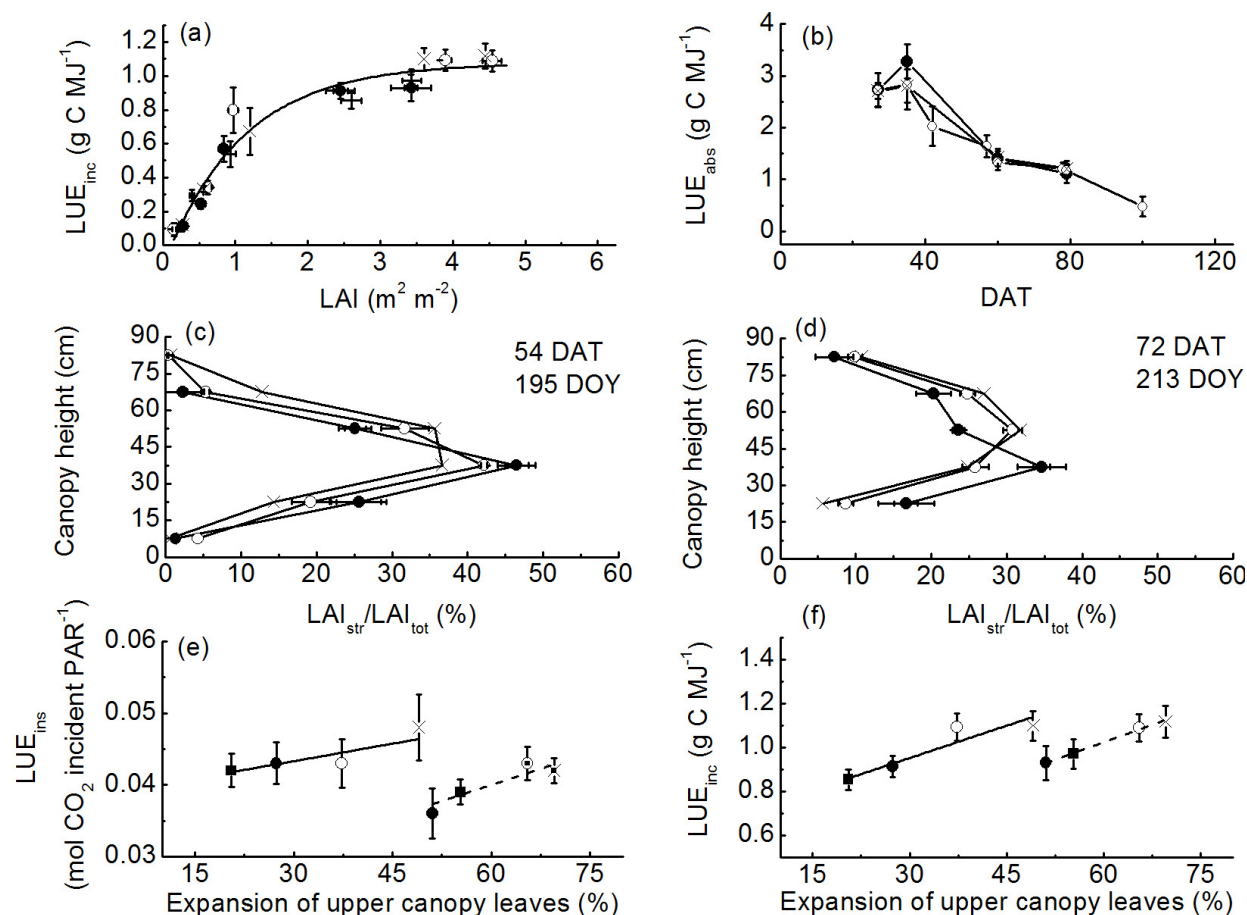 (a)
LUE_inc (g C MJ⁻¹)
1.2
1.0
0.8
0.6
0.4
0.2
0.0
0 1 2 3 4 5 6
LAI (m² m⁻²)
(b)
LUE_abs (g C MJ⁻¹)
4
3
2
1
0
0 40 80 120
DAT
(c)
54 DAT
195 DOY
Canopy height (cm)
90
75
60
45
30
15
0
0 10 20 30 40 50 60
LAI_str/LAI_tot (%)
(d)
72 DAT
213 DOY
Canopy height (cm)
90
75
60
45
30
15
0
0 10 20 30 40 50 60
LAI_str/LAI_tot (%)
(e)
LUE_ins
(mol CO₂ incident PAR⁻¹)
0.06
0.05
0.04
0.03
15 30 45 60 75
Expansion of upper canopy leaves (%)
(f)
LUE_inc (g C MJ⁻¹)
1.4
1.2
1.0
0.8
0.6
15 30 45 60 75
Expansion of upper canopy leaves (%)